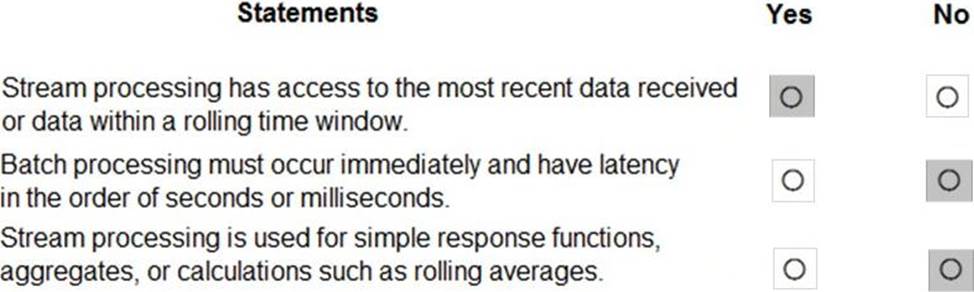 Statements Yes No
Stream processing has access to the most recent data received
or data within a rolling time window.
Batch processing must occur immediately and have latency
in the order of seconds or milliseconds.
Stream processing is used for simple response functions,
aggregates, or calculations such as rolling averages.